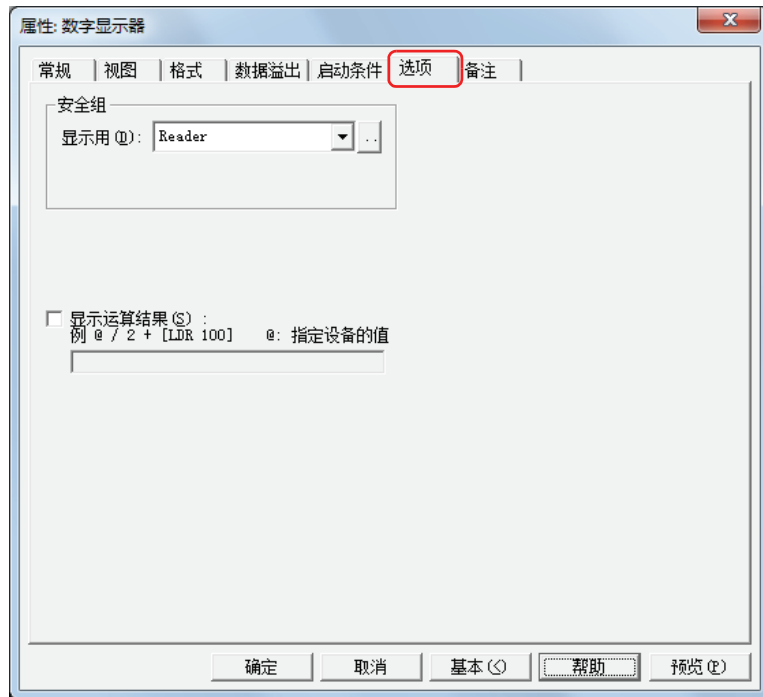 属性: 数字显示器
X
常规 视图 格式 数据溢出 启动条件 选项 备注
安全组
显示用(D): Reader ..
显示运算结果(S) :
例 @ / 2 + [LDR 100] @: 指定设备的值
确定 取消 基本(<) 帮助 预览(P)